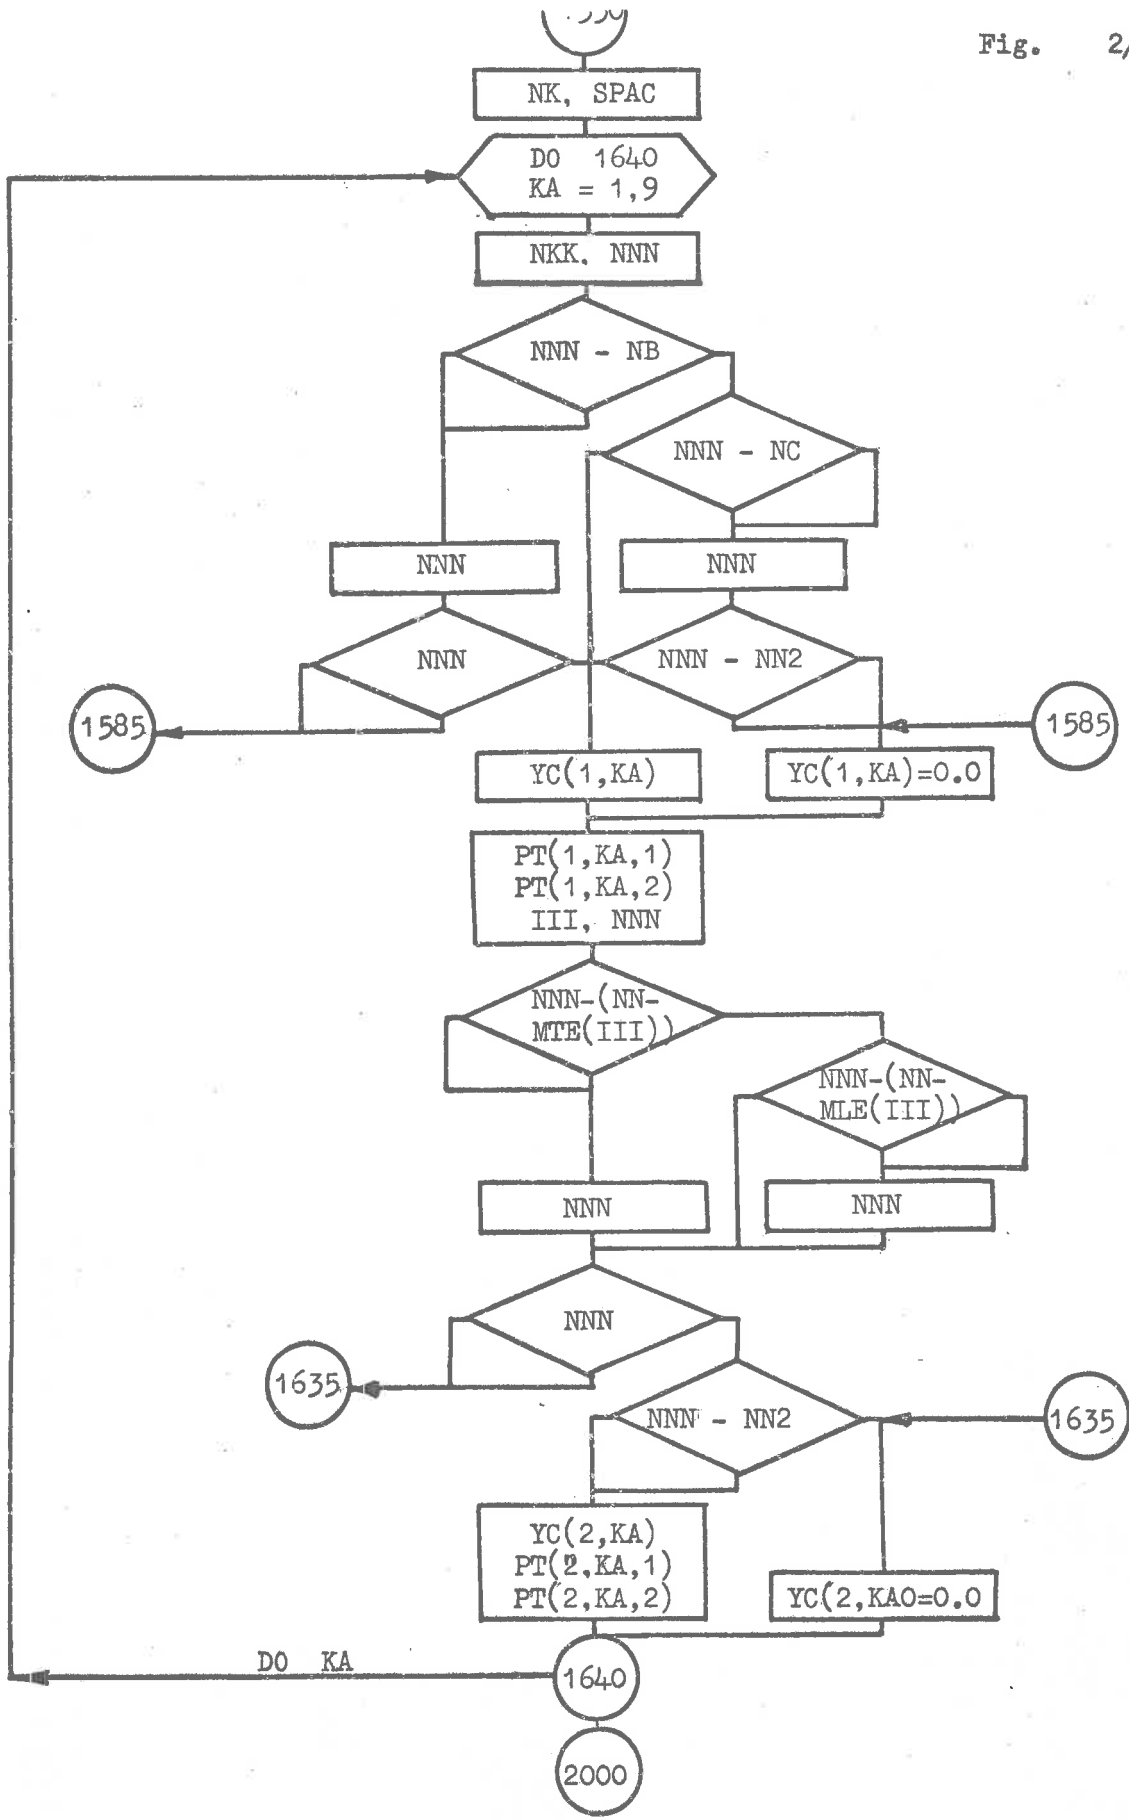 Fig. 2/
NK, SPAC
DO 1640
KA = 1,9
NKK, NNN
NNN - NB
NNN - NC
NNN
NNN
NNN
NNN - NN2
1585
1585
YC(1,KA)
YC(1,KA)=0.0
PT(1,KA,1)
PT(1,KA,2)
III, NNN
NNN-(NN-
MTE(III))
NNN-(NN-
MLE(III))
NNN
NNN
NNN
1635
NNN - NN2
1635
YC(2,KA)
PT(2,KA,1)
PT(2,KA,2)
YC(2,KAO=0.0
DO KA
1640
2000